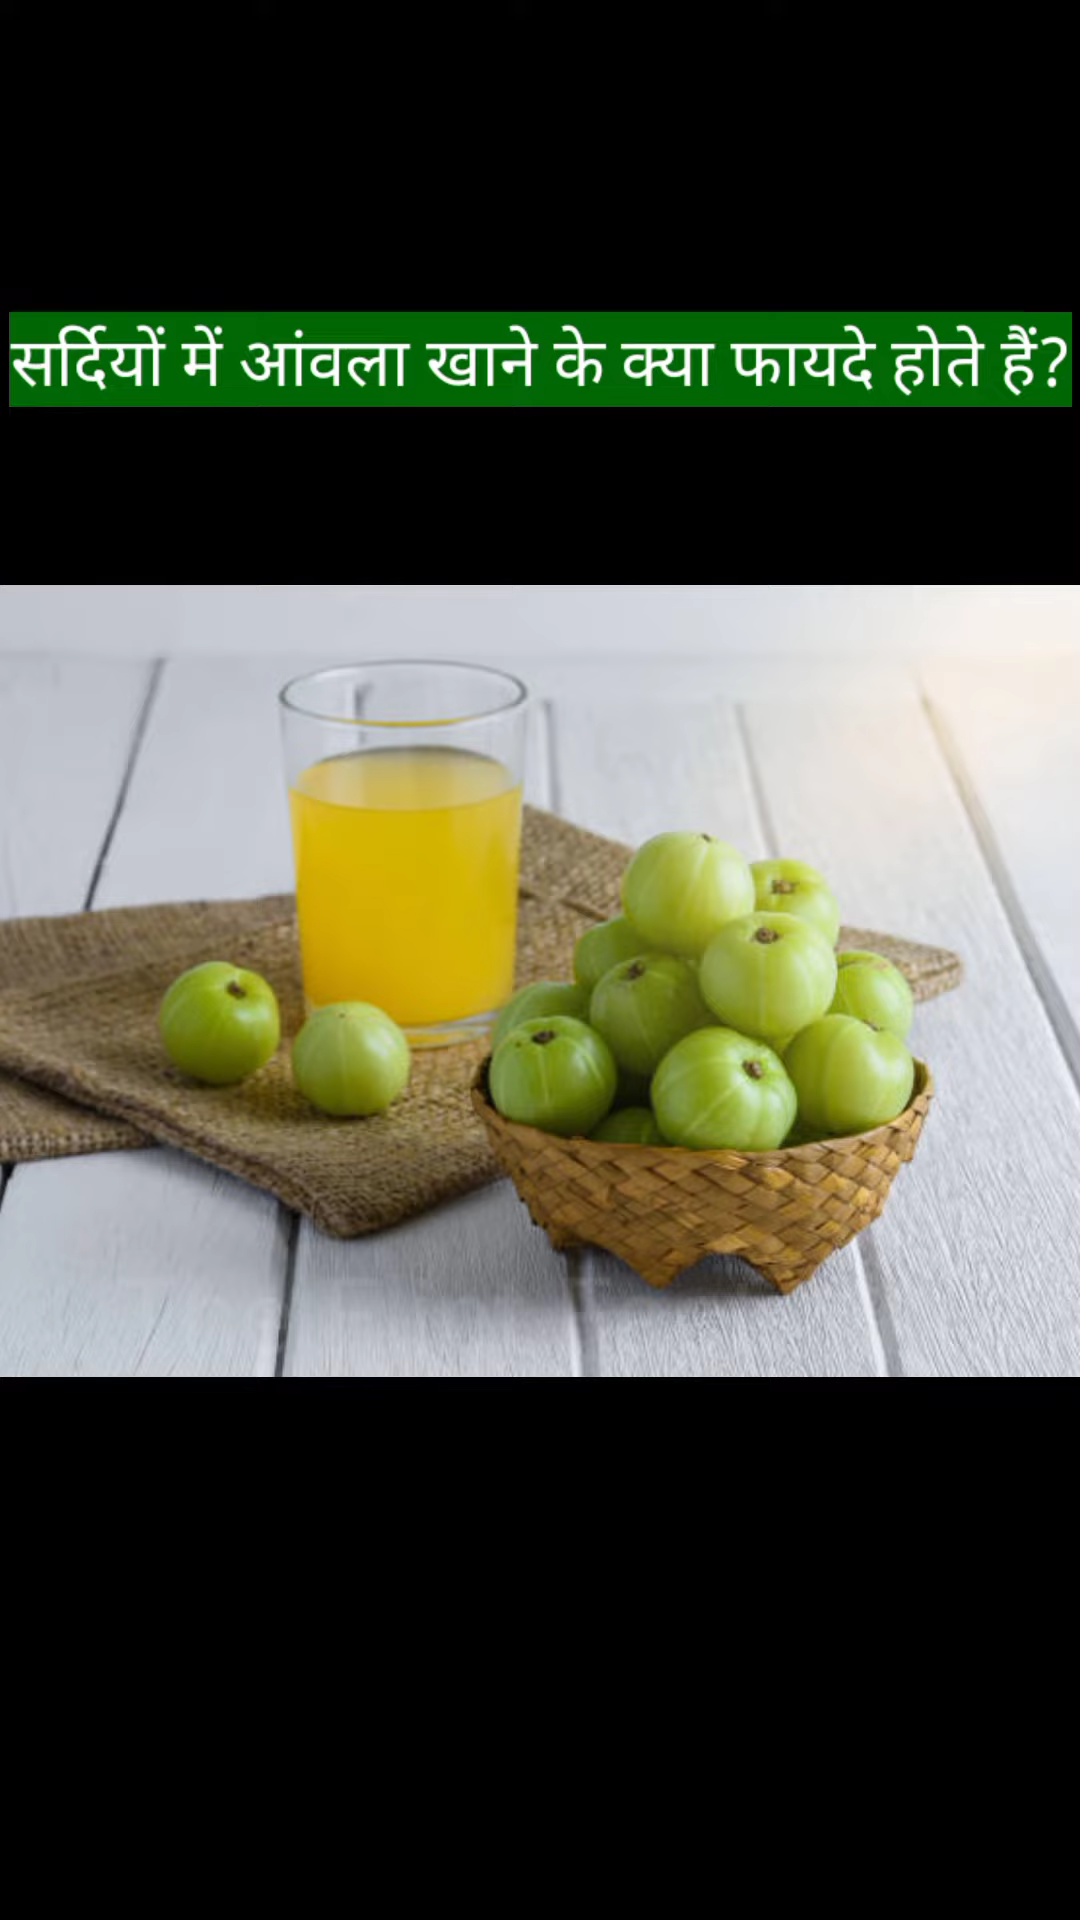 सर्दियों में आंवला खाने के क्या फायदे होते हैं?